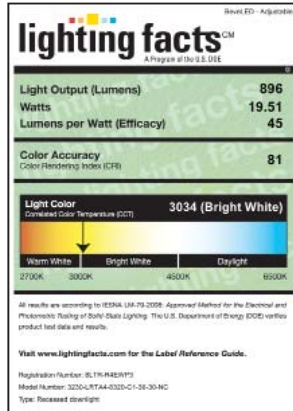 BeveLED - Adjustable
lighting facts CM
A Program of the U.S. DOE
Light Output (Lumens) 896
Watts 19.51
Lumens per Watt (Efficacy) 45
Color Accuracy 81
Color Rendering Index (CRI)
Light Color 3034 (Bright White)
Correlated Color Temperature (CCT)
Warm White Bright White Daylight
2700K 3000K 4500K 6500K
All results are according to IESNA LM-79-2008: Approved Method for the Electrical and
Photometric Testing of Solid-State Lighting. The U.S. Department of Energy (DOE) verifies
product test data and results.
Visit www.lightingfacts.com for the Label Reference Guide.
Registration Number:
Model Number:
Type: Recessed downlight